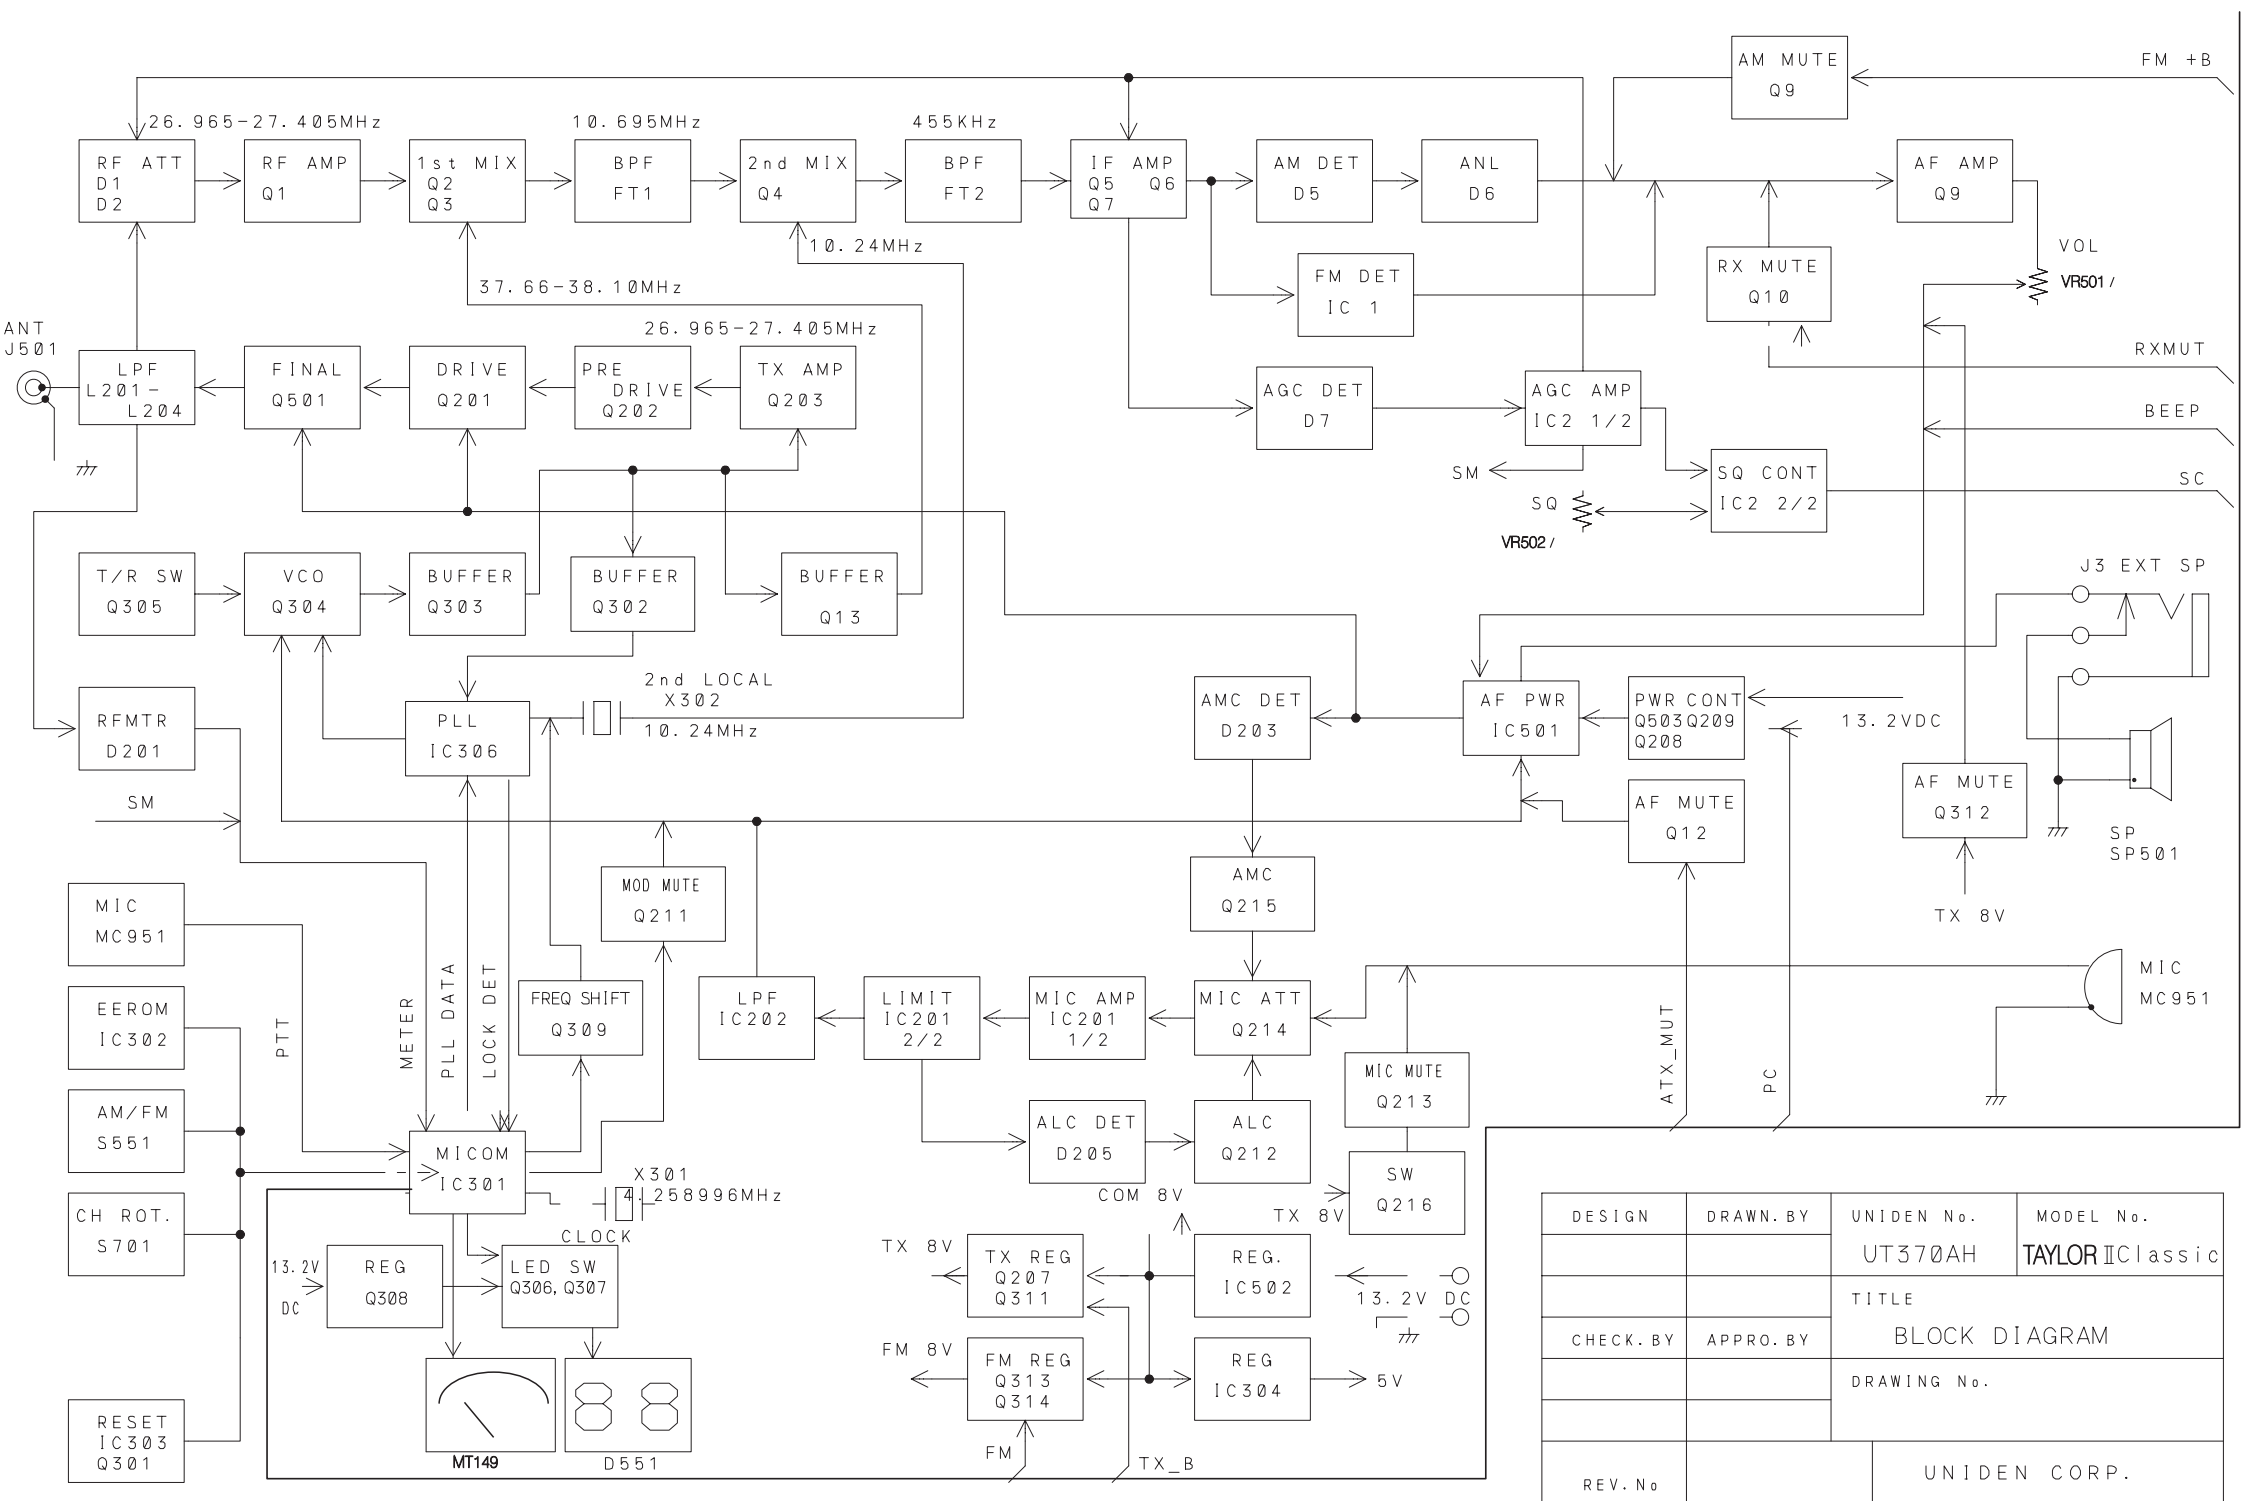 AM MUTE
Q9
FM +B
26.965-27.405MHz
10.695MHz
455KHz
RF ATT
D1
D2
RF AMP
Q1
1st MIX
Q2
Q3
BPF
FT1
2nd MIX
Q4
BPF
FT2
IF AMP
Q5 Q6
Q7
AM DET
D5
ANL
D6
AF AMP
Q9
10.24MHz
VOL
VR501 /
37.66-38.10MHz
FM DET
IC 1
RX MUTE
Q10
ANT
J501
26.965-27.405MHz
RXMUT
LPF
L201-
L204
FINAL
Q501
DRIVE
Q201
PRE
DRIVE
Q202
TX AMP
Q203
AGC DET
D7
AGC AMP
IC2 1/2
BEEP
SM
SQ CONT
IC2 2/2
SC
SQ
VR502 /
T/R SW
Q305
VCO
Q304
BUFFER
Q303
BUFFER
Q302
BUFFER
Q13
J3 EXT SP
2nd LOCAL
X302
10.24MHz
RFMTR
D201
PLL
IC306
AMC DET
D203
AF PWR
IC501
PWR CONT
Q503Q209
Q208
13.2VDC
SM
AF MUTE
Q12
AF MUTE
Q312
SP
SP501
MOD MUTE
Q211
AMC
Q215
TX 8V
MIC
MC951
EEROM
IC302
PTT
METER
PLL DATA
LOCK DET
FREQ SHIFT
Q309
LPF
IC202
LIMIT
IC201
2/2
MIC AMP
IC201
1/2
MIC ATT
Q214
MIC
MC951
MIC MUTE
Q213
ATX_MUT
PC
AM/FM
S551
ALC DET
D205
ALC
Q212
MICOM
IC301
X301
4.258996MHz
SW
Q216
CH ROT.
S701
COM 8V
TX 8V
CLOCK
13.2V
DC
REG
Q308
LED SW
Q306,Q307
TX 8V
TX REG
Q207
Q311
REG.
IC502
13.2V DC
FM 8V
FM REG
Q313
Q314
REG
IC304
5V
RESET
IC303
Q301
MT149
D551
FM
TX_B
DESIGN
DRAWN.BY
UNIDEN No.
MODEL No.
UT370AH
TAYLOR IIClassic
TITLE
BLOCK DIAGRAM
CHECK.BY
APPRO.BY
DRAWING No.
REV.No
UNIDEN CORP.